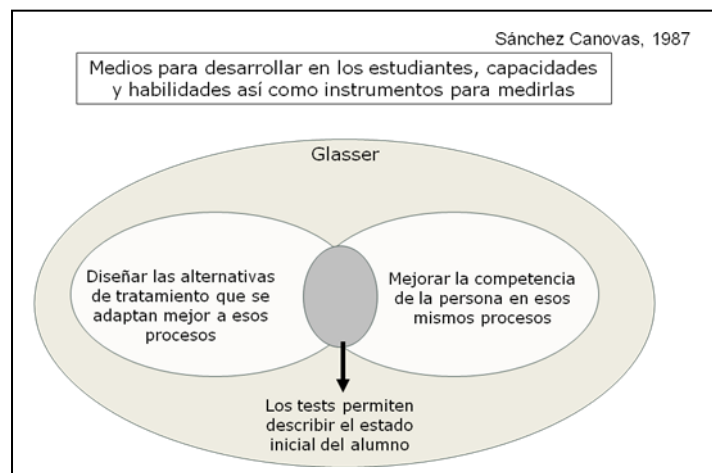 Sánchez Canovas, 1987
Medios para desarrollar en los estudiantes, capacidades
y habilidades así como instrumentos para medirlas
Glasser
Diseñar las alternativas
de tratamiento que se
adaptan mejor a esos
procesos
Mejorar la competencia
de la persona en esos
mismos procesos
Los tests permiten
describir el estado
inicial del alumno